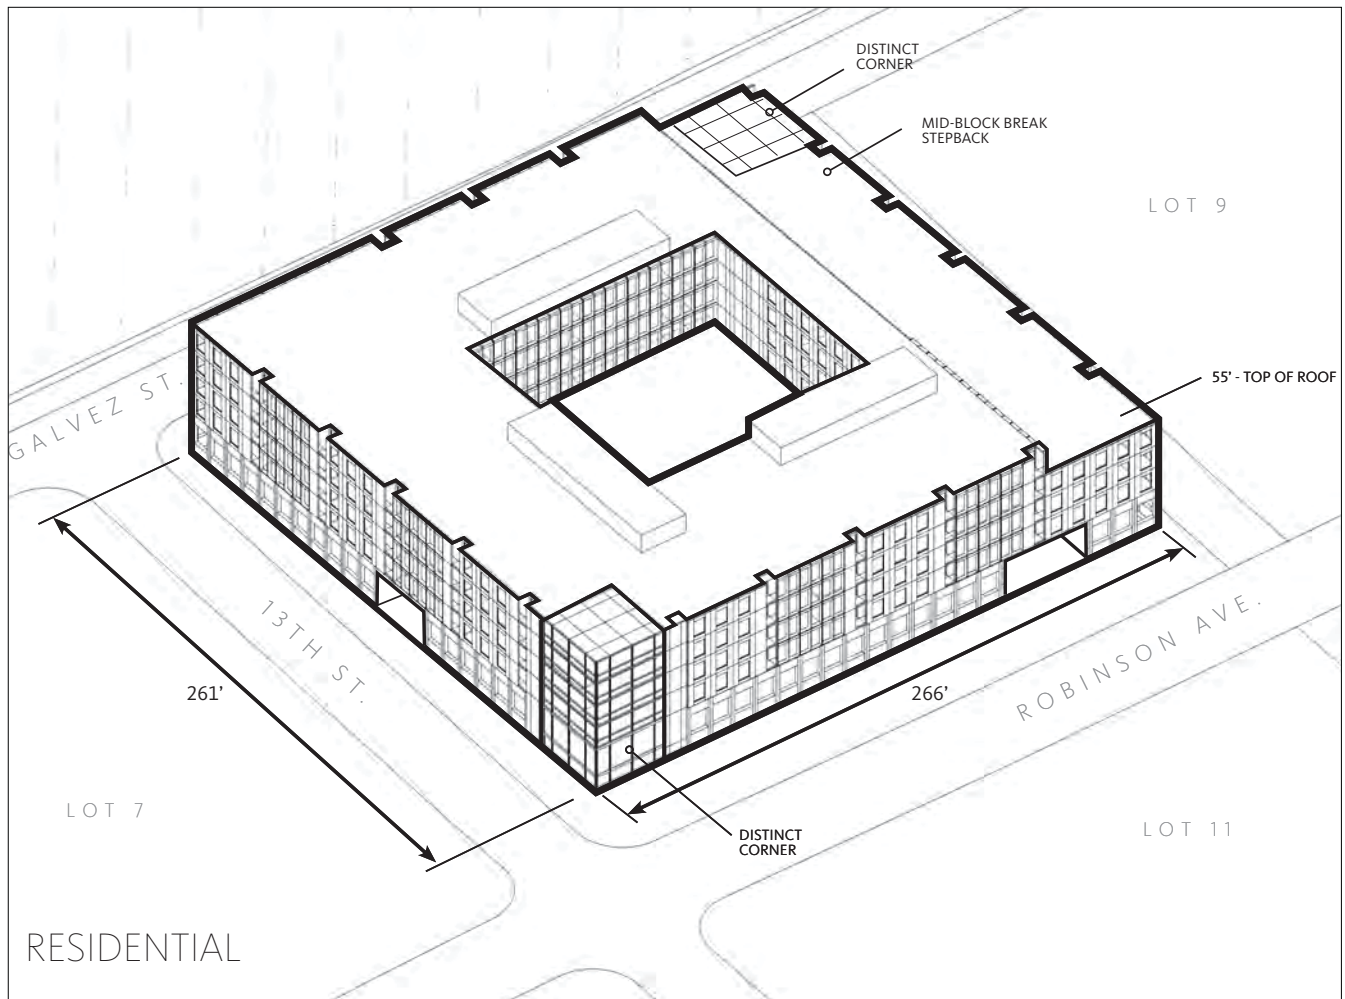 DISTINCT
CORNER
MID-BLOCK BREAK
STEPBACK
LOT 9
55' - TOP OF ROOF
GALVEZ ST.
13TH ST.
261'
266'
ROBINSON AVE.
LOT 7
DISTINCT
CORNER
LOT 11
RESIDENTIAL